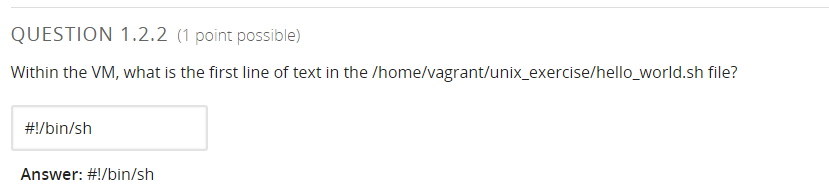 QUESTION 1.2.2 (1 point possible)
Within the VM, what is the first line of text in the /home/vagrant/unix_exercise/hello_world.sh file?
#!/bin/sh
Answer: #!/bin/sh